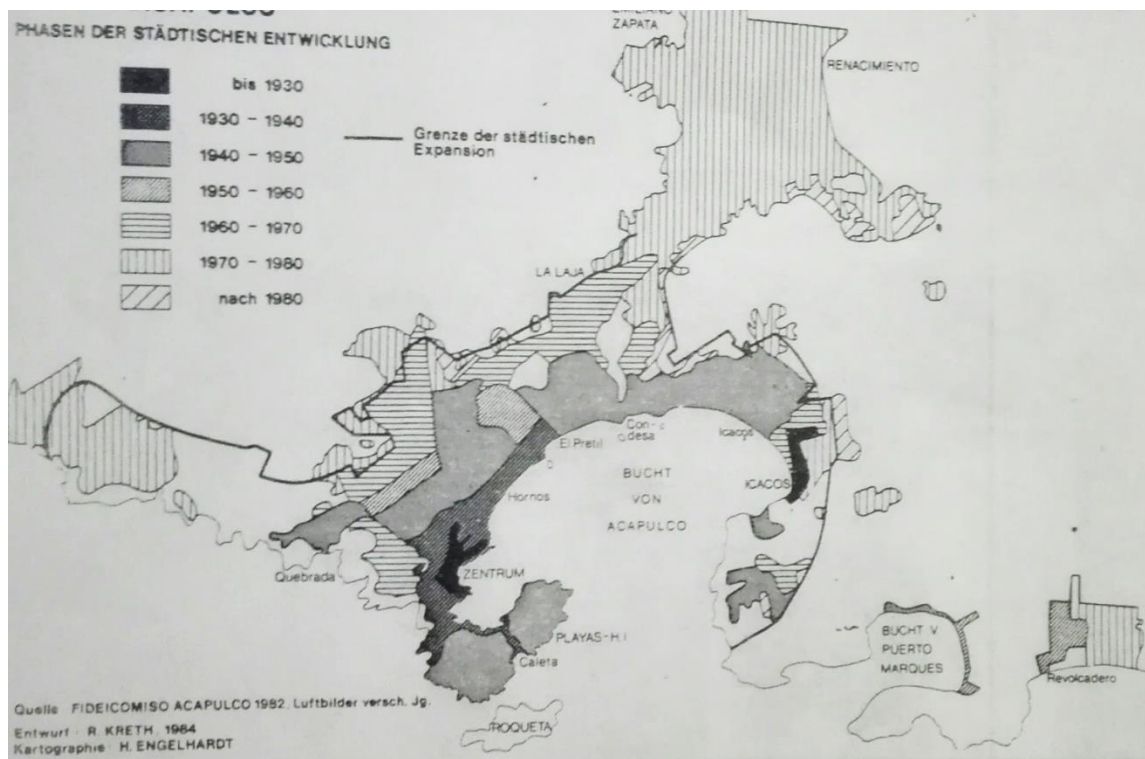 PHASEN DER STÄDTISCHEN ENTWICKLUNG
bis 1930
1930 - 1940
1940 - 1950
1950 - 1960
1960 - 1970
1970 - 1980
nach 1980
Grenze der städtischen
Expansion
ZAPATA
RENACIMIENTO
LA LAJA
El Pretil
Con-
desa
Icacos
Hornos
BUCHT
VON
ACAPULCO
ICACOS
Quebrada
ZENTRUM
PLAYAS-H.I.
Caleta
BUCHT V
PUERTO
MARQUES
Revolcadero
ROQUETA
Quelle FIDEICOMISO ACAPULCO 1982, Luftbilder versch. Jg.
Entwurf : R. KRETH, 1984
Kartographie : H. ENGELHARDT